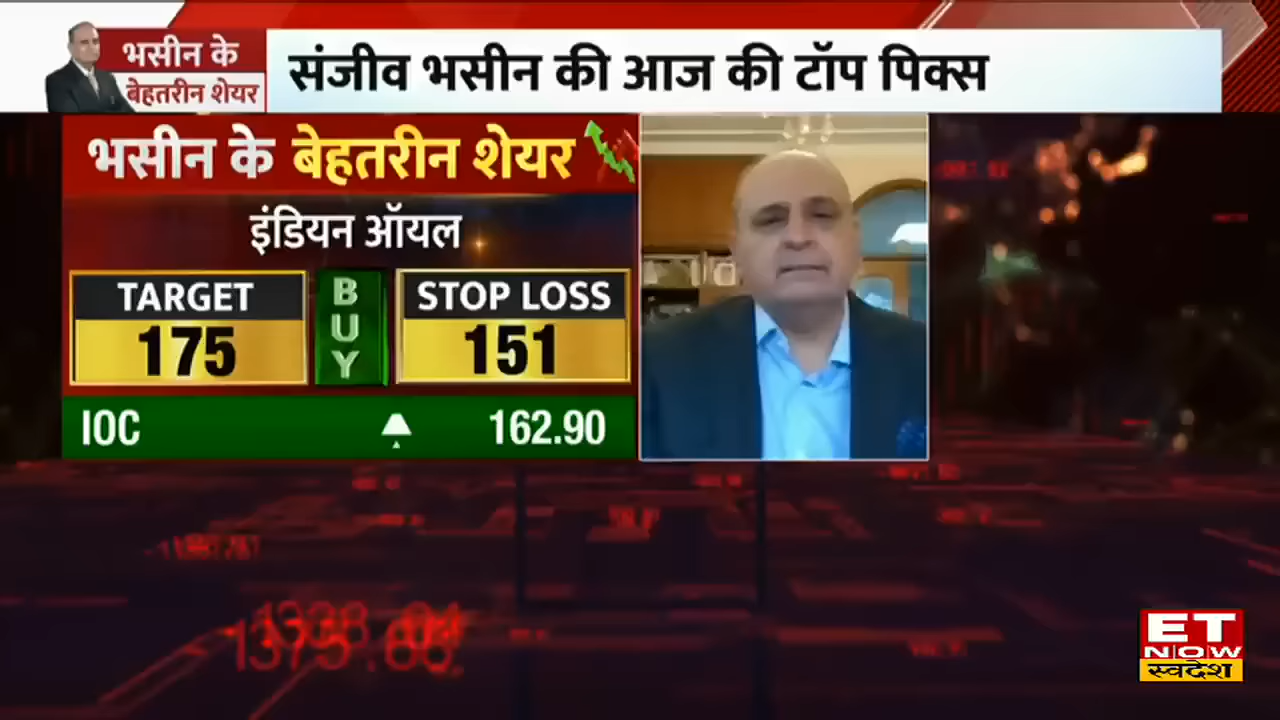 भसीन के
बेहतरीन शेयर
संजीव भसीन की आज की टॉप पिक्स
भसीन के बेहतरीन शेयर
इंडियन ऑयल
TARGET
175
BUY
STOP LOSS
151
IOC
162.90
ET
NOW
स्वदेश